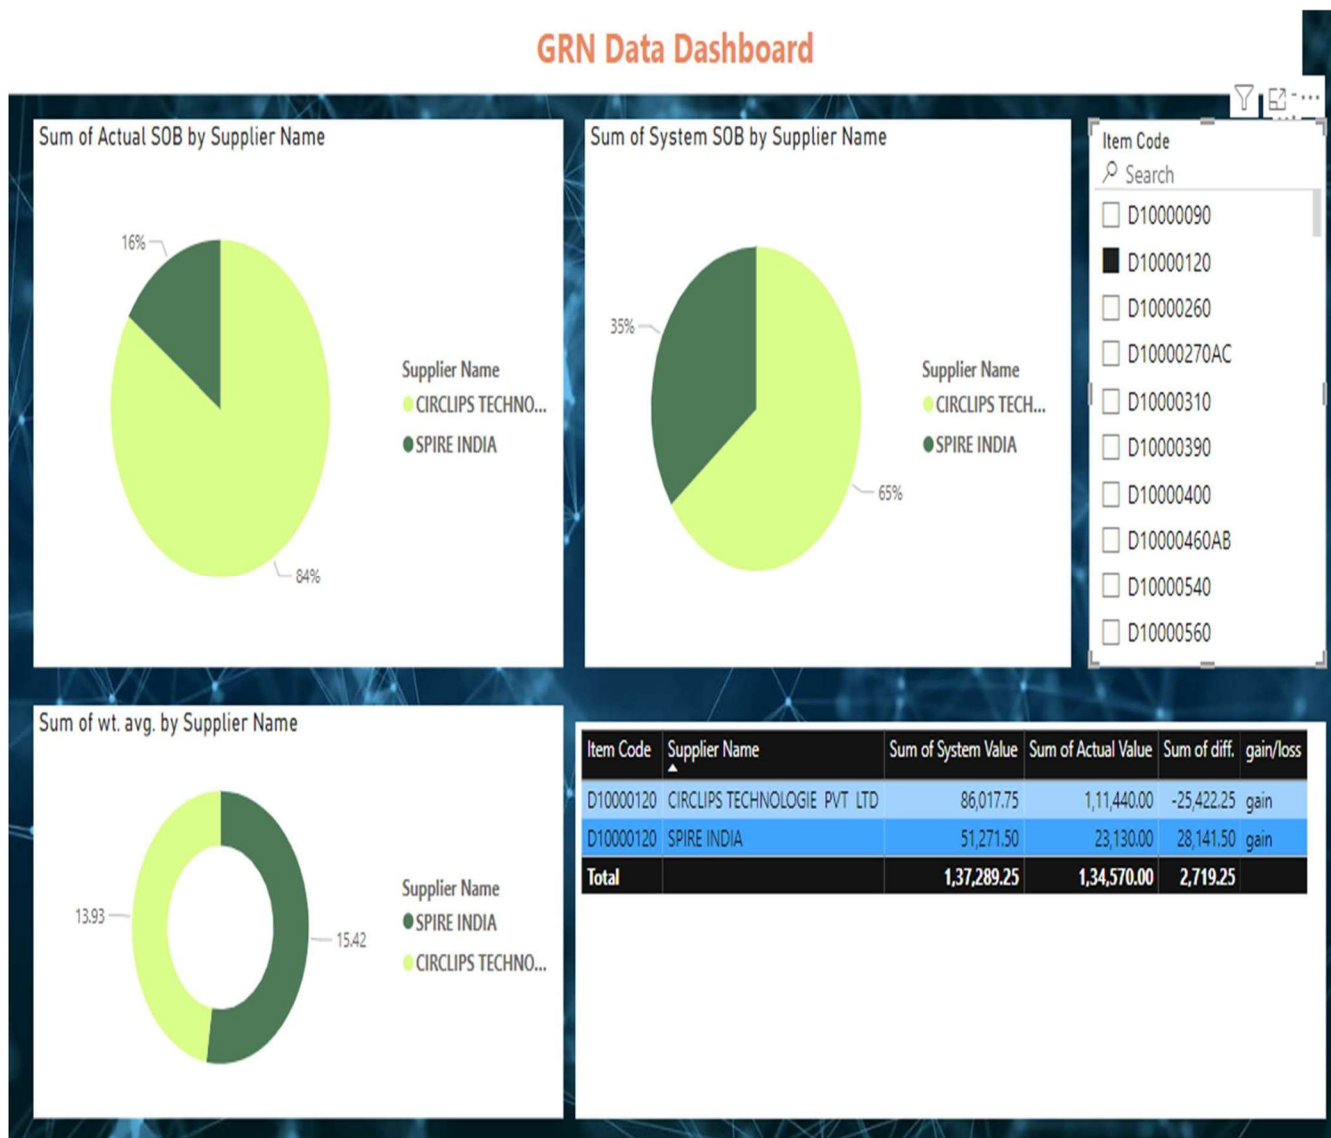 GRN Data Dashboard
Sum of Actual SOB by Supplier Name
16%
84%
Supplier Name
CIRCLIPS TECHNO...
SPIRE INDIA
Sum of System SOB by Supplier Name
35%
65%
Supplier Name
CIRCLIPS TECH...
SPIRE INDIA
Item Code
Search
D10000090
D10000120
D10000260
D10000270AC
D10000310
D10000390
D10000400
D10000460AB
D10000540
D10000560
Sum of wt. avg. by Supplier Name
13.93
15.42
Supplier Name
SPIRE INDIA
CIRCLIPS TECHNO...
Item Code Supplier Name Sum of System Value Sum of Actual Value Sum of diff. gain/loss
D10000120 CIRCLIPS TECHNOLOGIE PVT LTD 86,017.75 1,11,440.00 -25,422.25 gain
D10000120 SPIRE INDIA 51,271.50 23,130.00 28,141.50 gain
Total 1,37,289.25 1,34,570.00 2,719.25